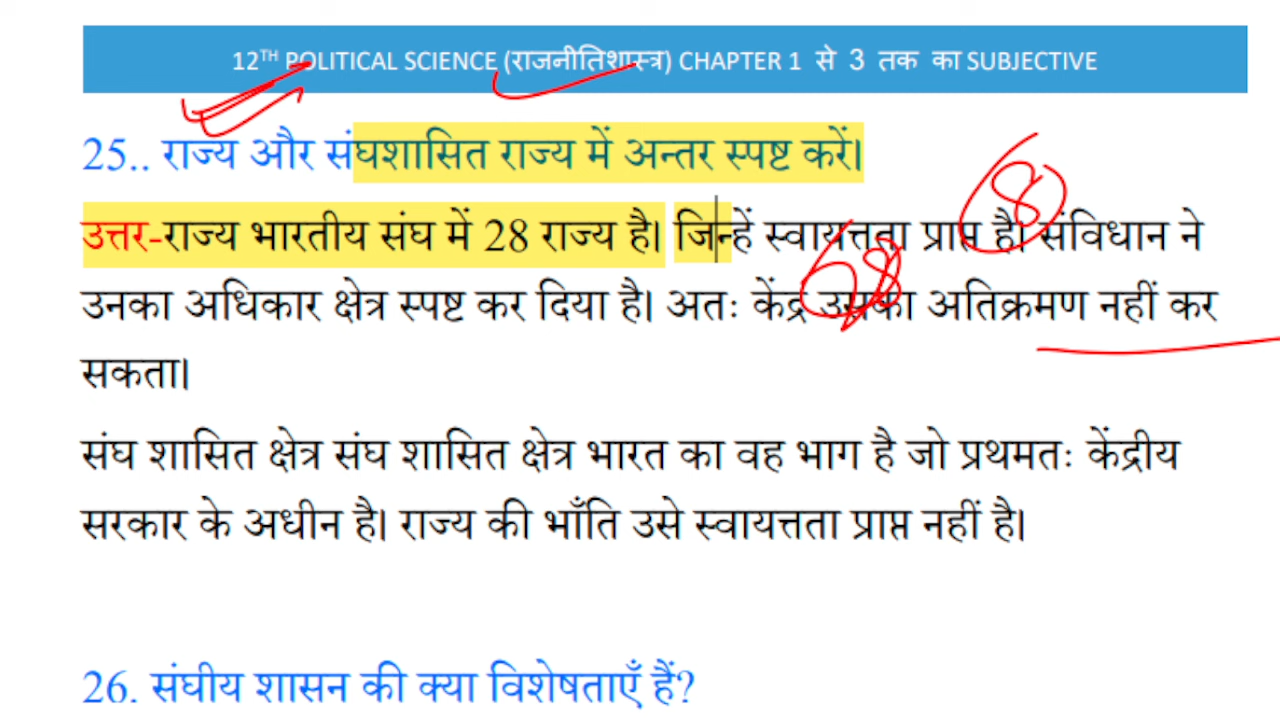 12TH POLITICAL SCIENCE (राजनीतिशास्त्र) CHAPTER 1 से 3 तक का SUBJECTIVE
25.. राज्य और संघशासित राज्य में अन्तर स्पष्ट करें।
उत्तर-राज्य भारतीय संघ में 28 राज्य है। जिन्हें स्वायत्तता प्राप्त है। संविधान ने
उनका अधिकार क्षेत्र स्पष्ट कर दिया है। अतः केंद्र उसका अतिक्रमण नहीं कर
सकता।
संघ शासित क्षेत्र संघ शासित क्षेत्र भारत का वह भाग है जो प्रथमतः केंद्रीय
सरकार के अधीन है। राज्य की भाँति उसे स्वायत्तता प्राप्त नहीं है।
26. संघीय शासन की क्या विशेषताएँ हैं?